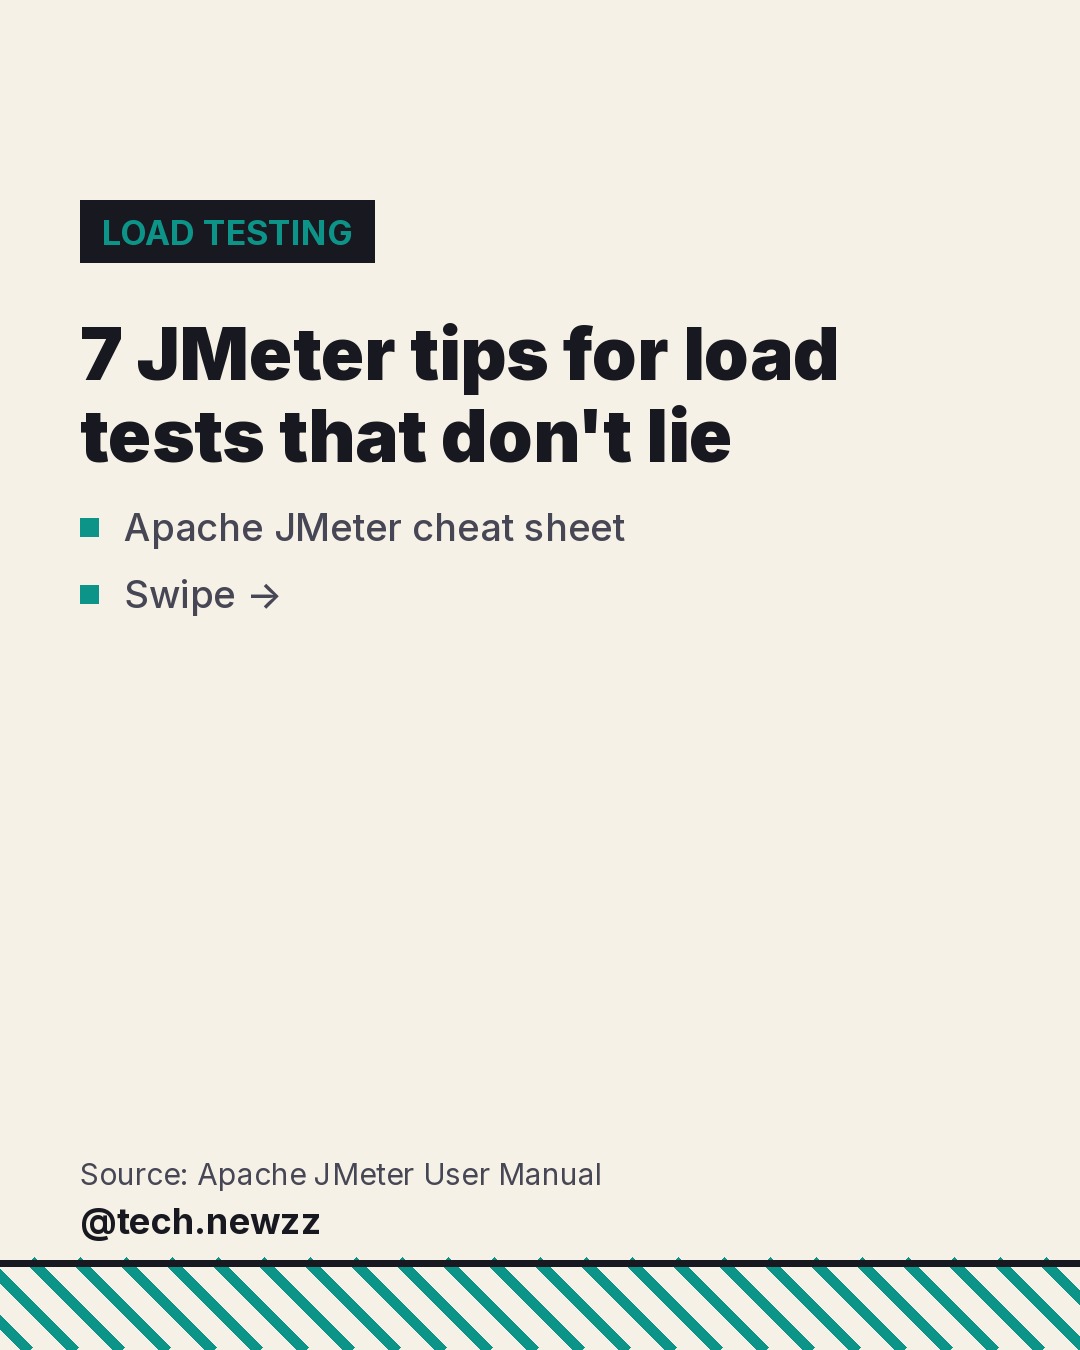 LOAD TESTING
7 JMeter tips for load
tests that don't lie
Apache JMeter cheat sheet
Swipe →
Source: Apache JMeter User Manual
@tech.newzz